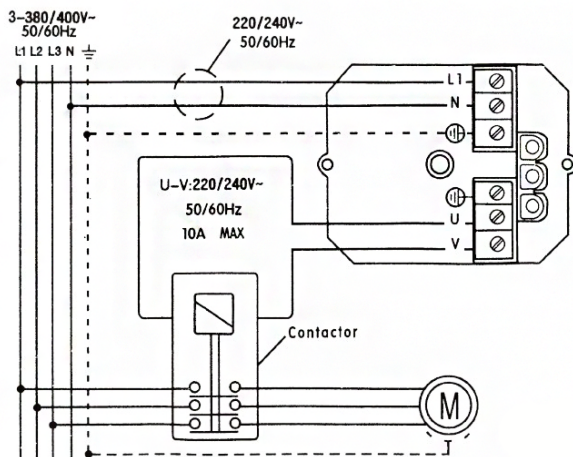 3–380/400V~
50/60Hz
L1 L2 L3 N
220/240V~
50/60Hz
L1
N
U–V:220/240V~
50/60Hz
10A MAX
U
V
Contactor
M